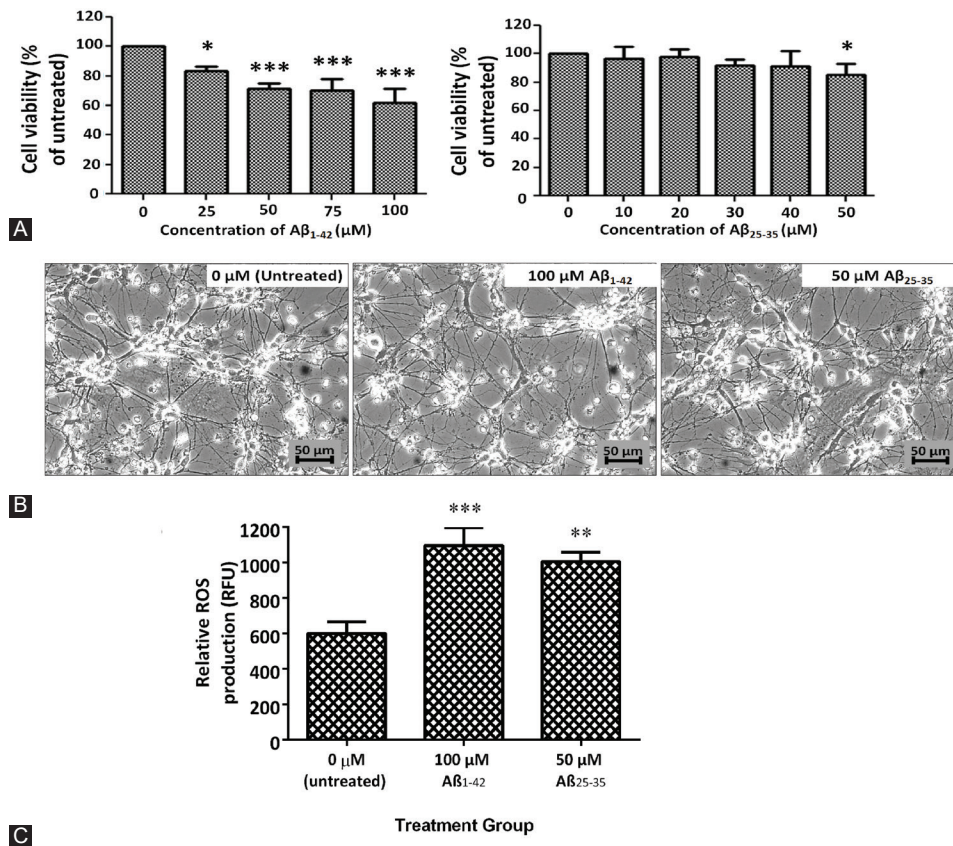 120
100
80
60
40
20
0
Cell viability (%
of untreated)
*
***
***
***
0 25 50 75 100
Concentration of Aβ1-42 (μM)
120
100
80
60
40
20
0
Cell viability (%
of untreated)
*
0 10 20 30 40 50
Concentration of Aβ25-35 (μM)
A
0 μM (Untreated)
50 μm
100 μM Aβ1-42
50 μm
50 μM Aβ25-35
50 μm
B
1200
1000
800
600
400
200
0
Relative ROS
production (RFU)
***
**
0 μM
(untreated)
100 μM
Aß1-42
50 μM
Aß25-35
Treatment Group
C